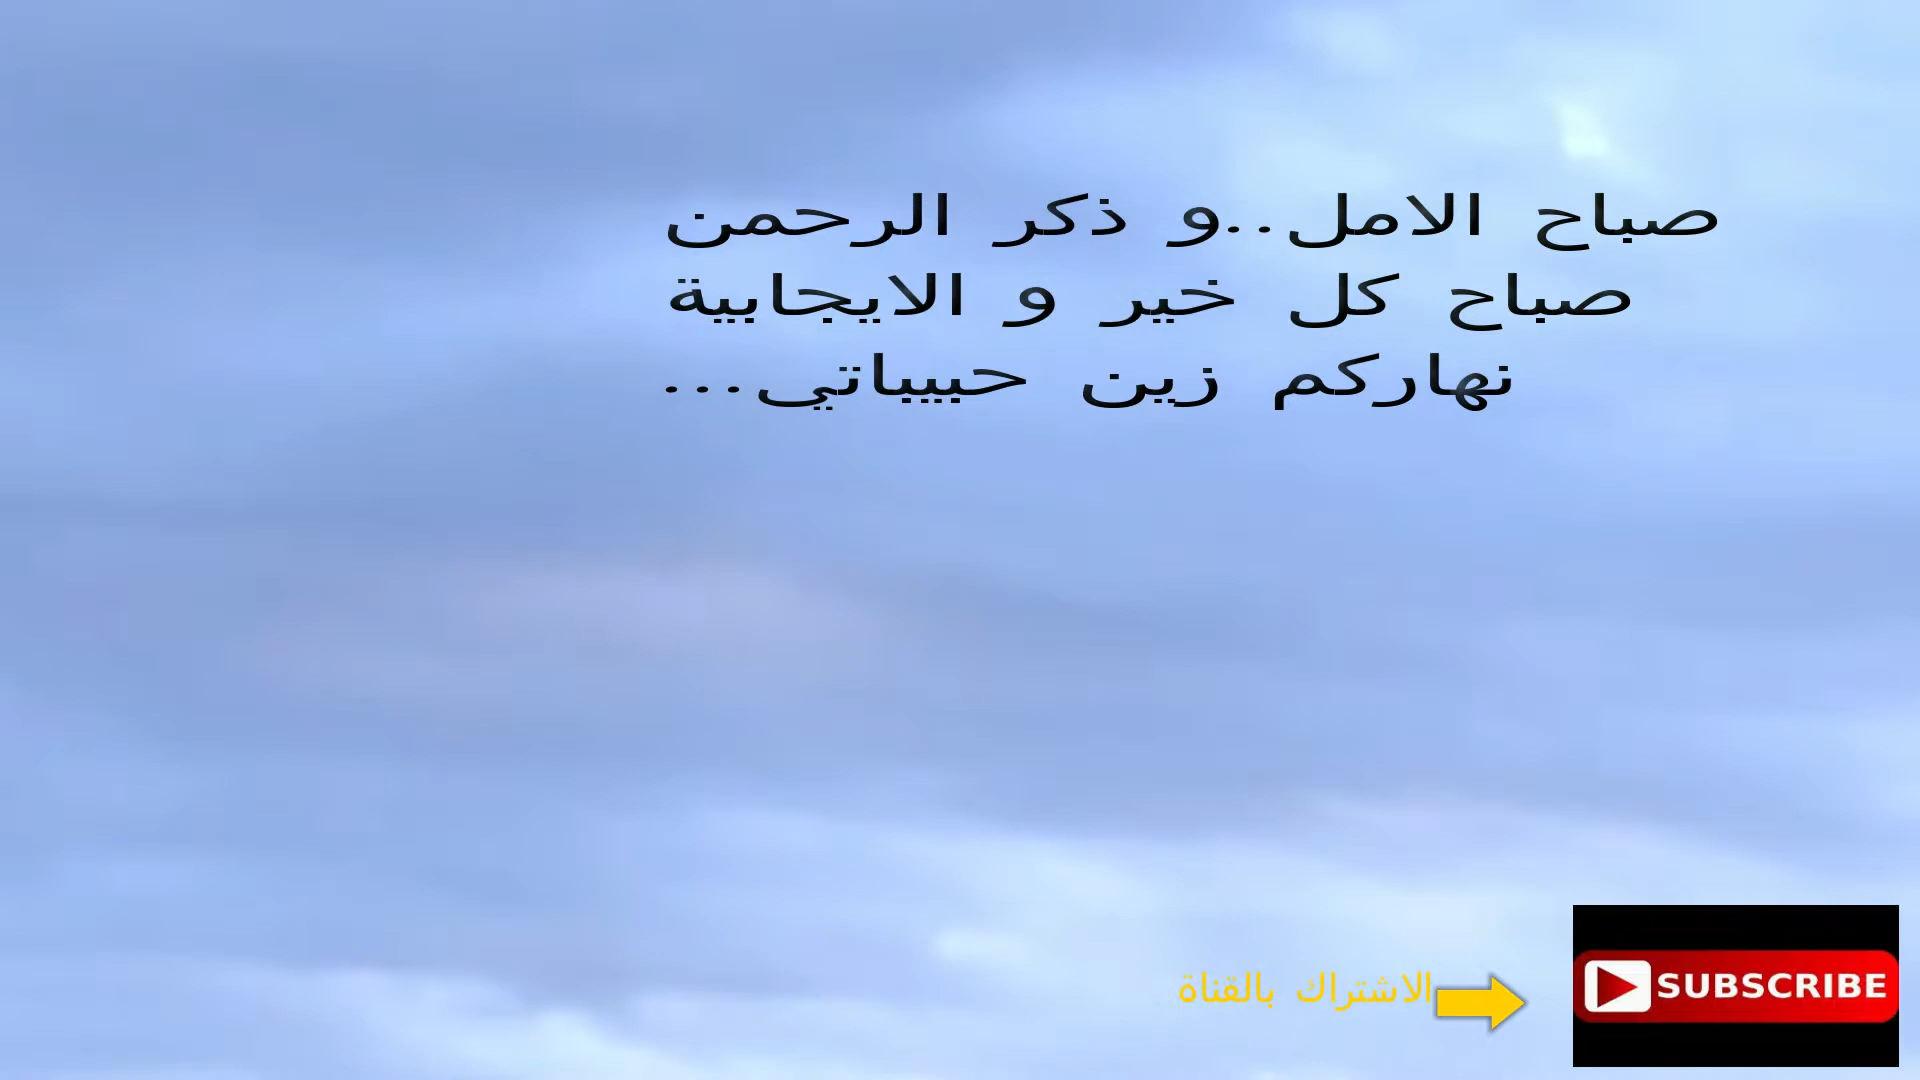 صباح الامل..و ذكر الرحمن
صباح كل خير و الايجابية
نهاركم زين حبيباتي...
الاشتراك بالقناة
SUBSCRIBE